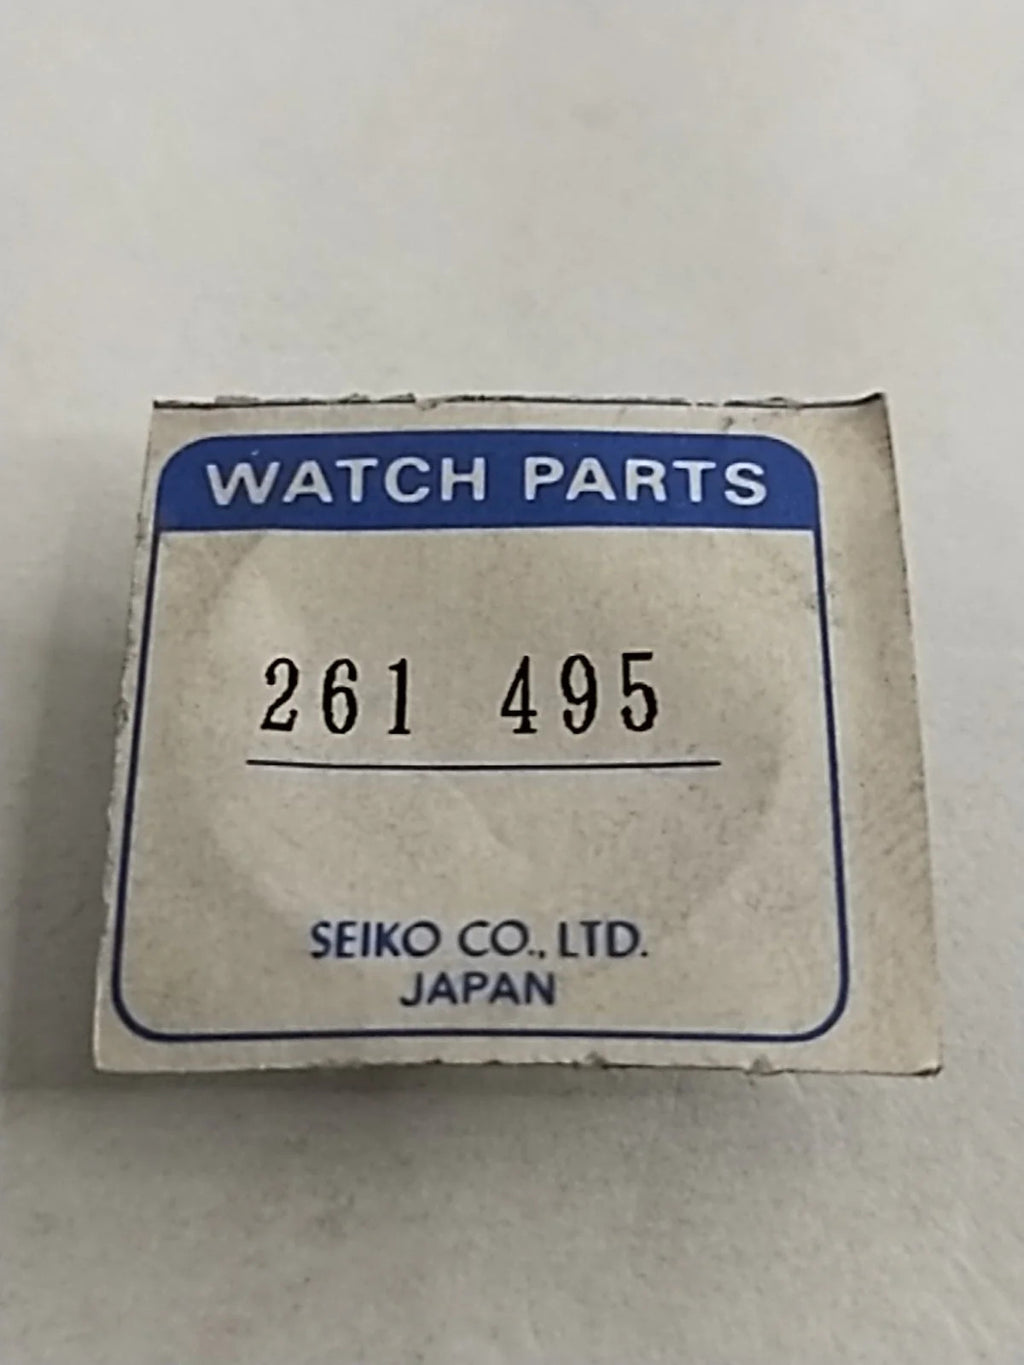 WATCH PARTS
261 495
SEIKO CO., LTD.
JAPAN